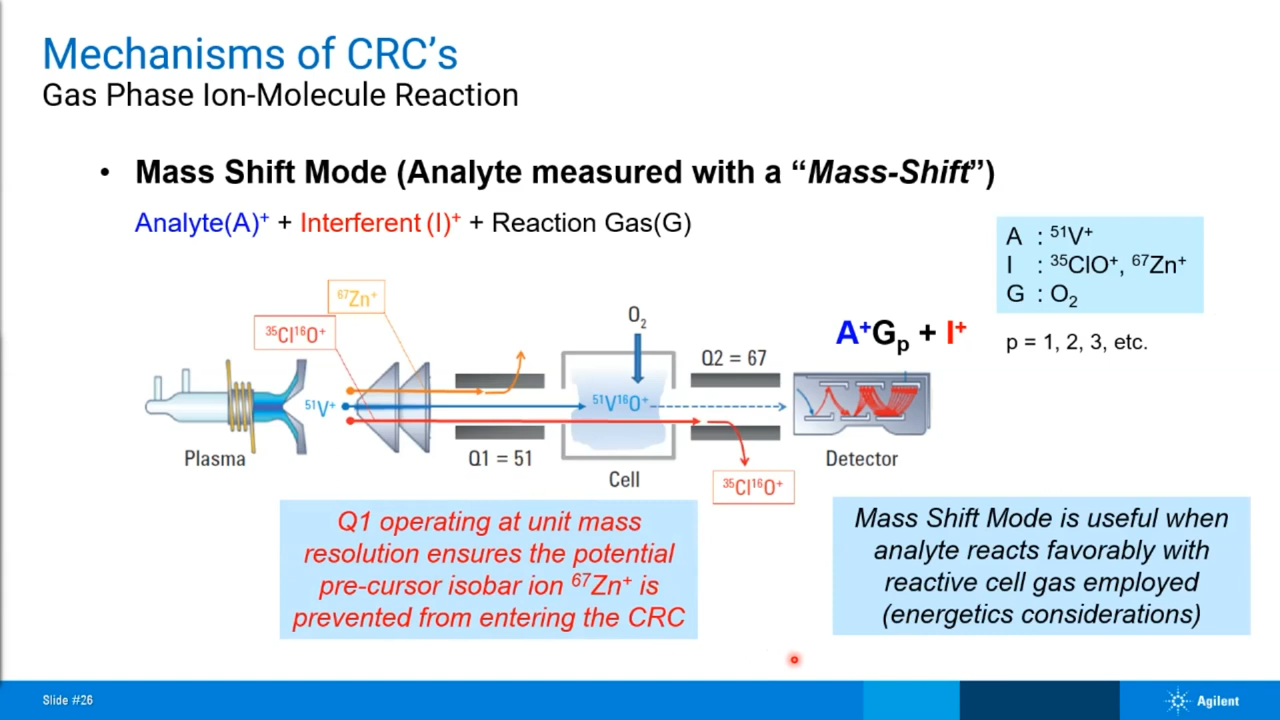 Mechanisms of CRC’s
Gas Phase Ion-Molecule Reaction
• Mass Shift Mode (Analyte measured with a “Mass-Shift”)
Analyte(A)⁺ + Interferent (I)⁺ + Reaction Gas(G)
A : ⁵¹V⁺
I : ³⁵ClO⁺, ⁶⁷Zn⁺
G : O₂
p = 1, 2, 3, etc.
A⁺Gₚ + I⁺
⁶⁷Zn⁺
³⁵Cl¹⁶O⁺
O₂
Q2 = 67
⁵¹V⁺
⁵¹V¹⁶O⁺
Plasma
Q1 = 51
Cell
Detector
³⁵Cl¹⁶O⁺
Q1 operating at unit mass
resolution ensures the potential
pre-cursor isobar ion ⁶⁷Zn⁺ is
prevented from entering the CRC
Mass Shift Mode is useful when
analyte reacts favorably with
reactive cell gas employed
(energetics considerations)
Slide #26
Agilent